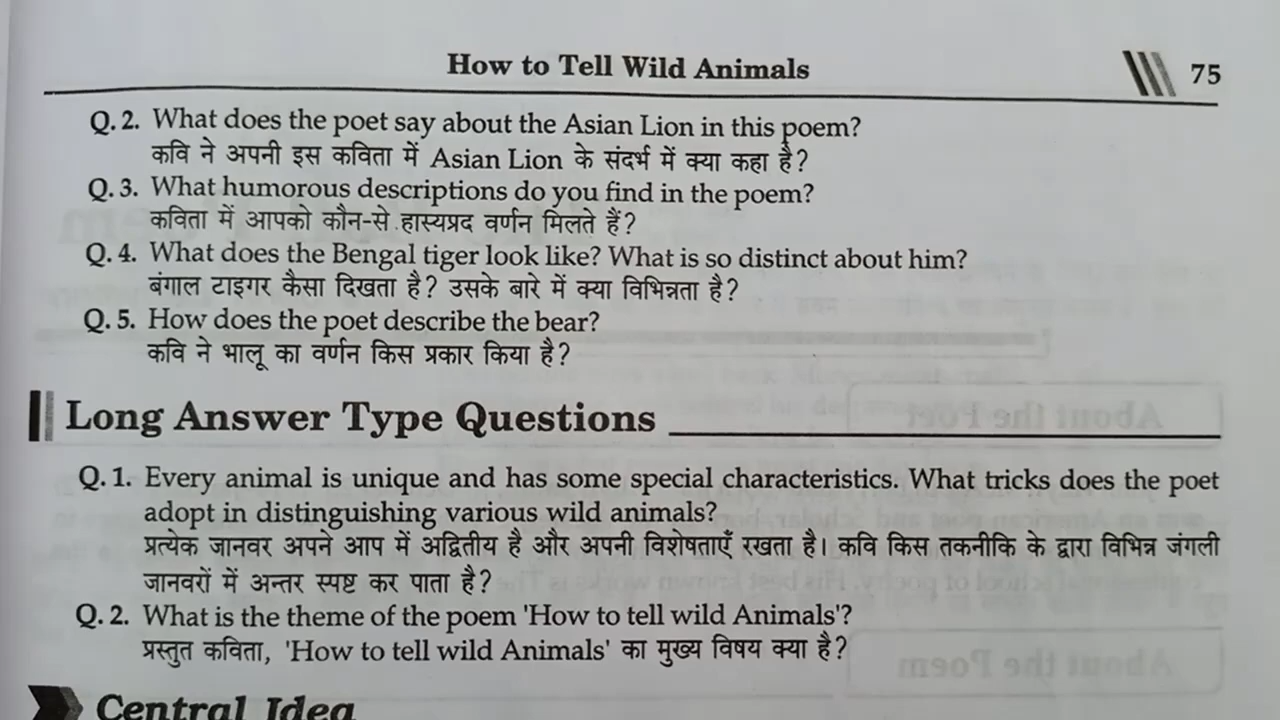 How to Tell Wild Animals 75
Q. 2. What does the poet say about the Asian Lion in this poem?
कवि ने अपनी इस कविता में Asian Lion के संदर्भ में क्या कहा है?
Q. 3. What humorous descriptions do you find in the poem?
कविता में आपको कौन-से हास्यप्रद वर्णन मिलते हैं?
Q. 4. What does the Bengal tiger look like? What is so distinct about him?
बंगाल टाइगर कैसा दिखता है? उसके बारे में क्या विभिन्नता है?
Q. 5. How does the poet describe the bear?
कवि ने भालू का वर्णन किस प्रकार किया है?
Long Answer Type Questions
Q. 1. Every animal is unique and has some special characteristics. What tricks does the poet
adopt in distinguishing various wild animals?
प्रत्येक जानवर अपने आप में अद्वितीय है और अपनी विशेषताएँ रखता है। कवि किस तकनीकि के द्वारा विभिन्न जंगली
जानवरों में अन्तर स्पष्ट कर पाता है?
Q. 2. What is the theme of the poem 'How to tell wild Animals'?
प्रस्तुत कविता, 'How to tell wild Animals' का मुख्य विषय क्या है?
Central Idea